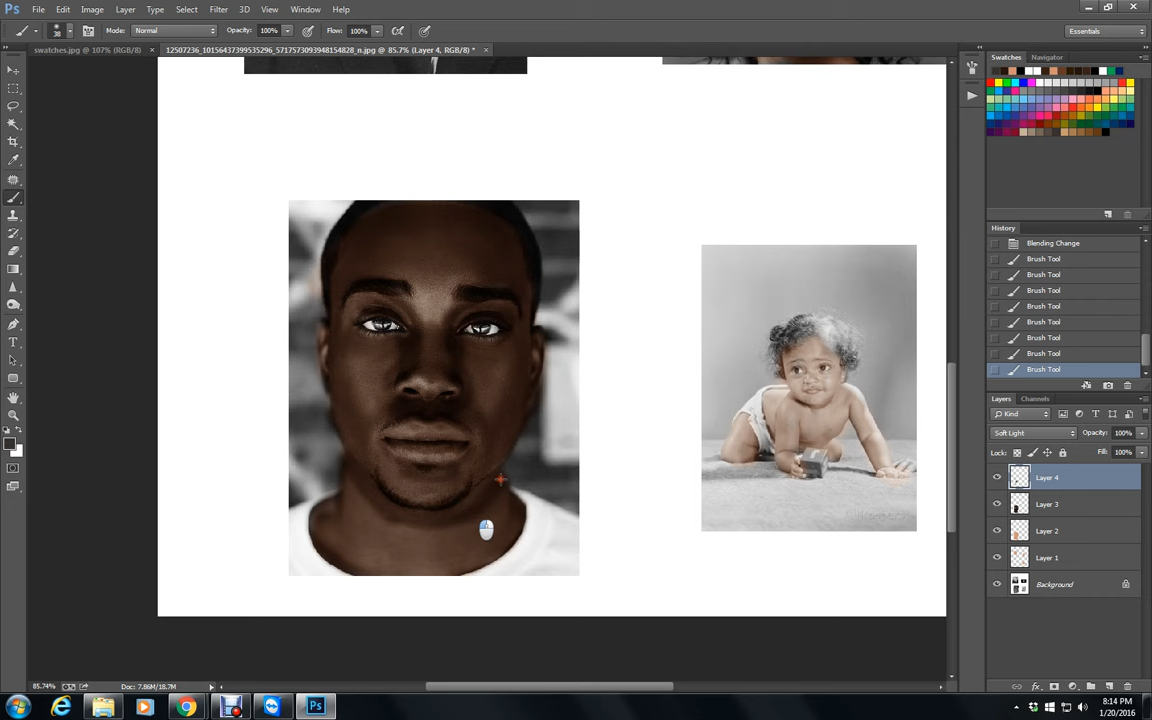 Ps File Edit Image Layer Type Select Filter 3D View Window Help
38 Mode: Normal Opacity: 100% Flow: 100% Essentials
swatches.jpg @ 107% (RGB/8) × 12507236_10156437399535296_5717573093948154828_n.jpg @ 85.7% (Layer 4, RGB/8) * ×
Swatches Navigator
History
Blending Change
Brush Tool
Brush Tool
Brush Tool
Brush Tool
Brush Tool
Brush Tool
Brush Tool
Brush Tool
Layers Channels
Kind
Soft Light Opacity: 100%
Lock: Fill: 100%
Layer 4
Layer 3
Layer 2
Layer 1
Background
85.74% Doc: 7.86M/18.7M
Ps
8:14 PM
1/20/2016